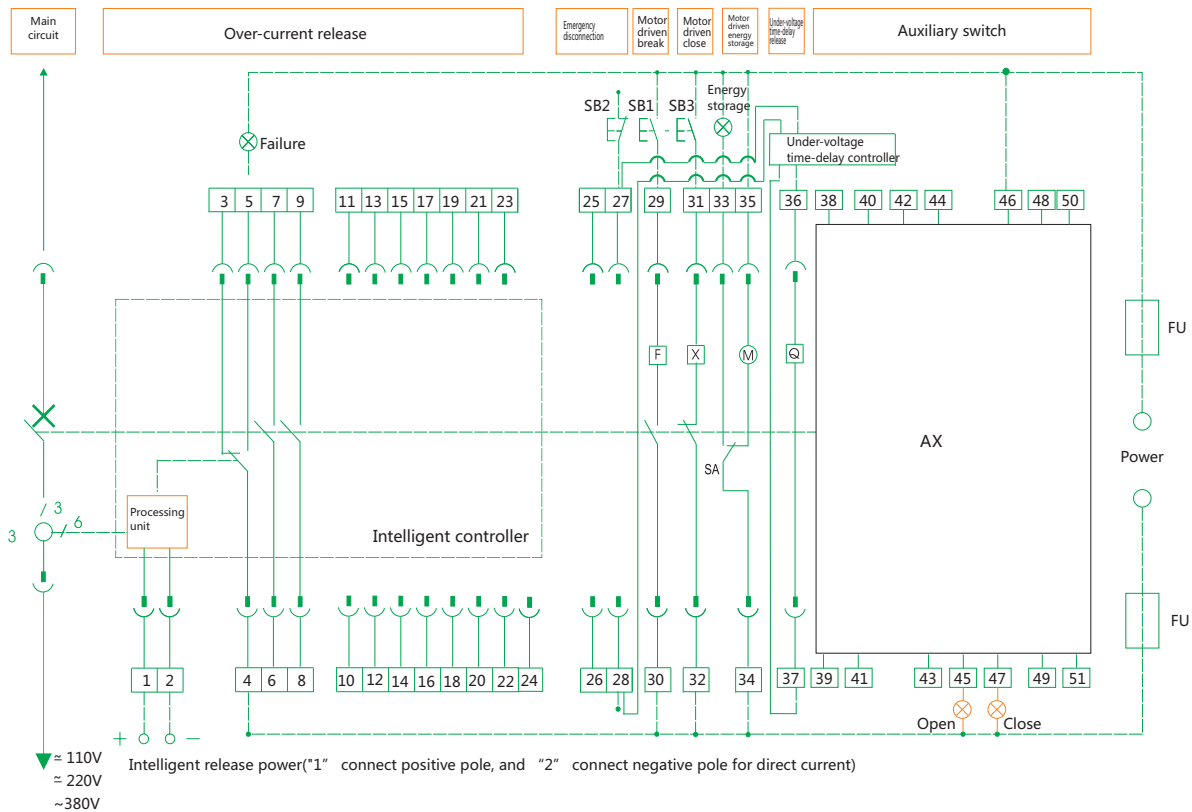 Main circuit
Over-current release
Emergency disconnection
Motor driven break
Motor driven close
Motor driven energy storage
Under-voltage time-delay release
Auxiliary switch
Energy storage
SB2 SB1 SB3
Failure
Under-voltage time-delay controller
3 5 7 9 11 13 15 17 19 21 23 25 27 29 31 33 35 36 38 40 42 44 46 48 50
FU
F X M Q
AX
Power
SA
3
3 6
Processing unit
Intelligent controller
FU
1 2 4 6 8 10 12 14 16 18 20 22 24 26 28 30 32 34 37 39 41 43 45 47 49 51
Open Close
+ −
≃ 110V
Intelligent release power("1" connect positive pole, and “2” connect negative pole for direct current)
≃ 220V
~380V